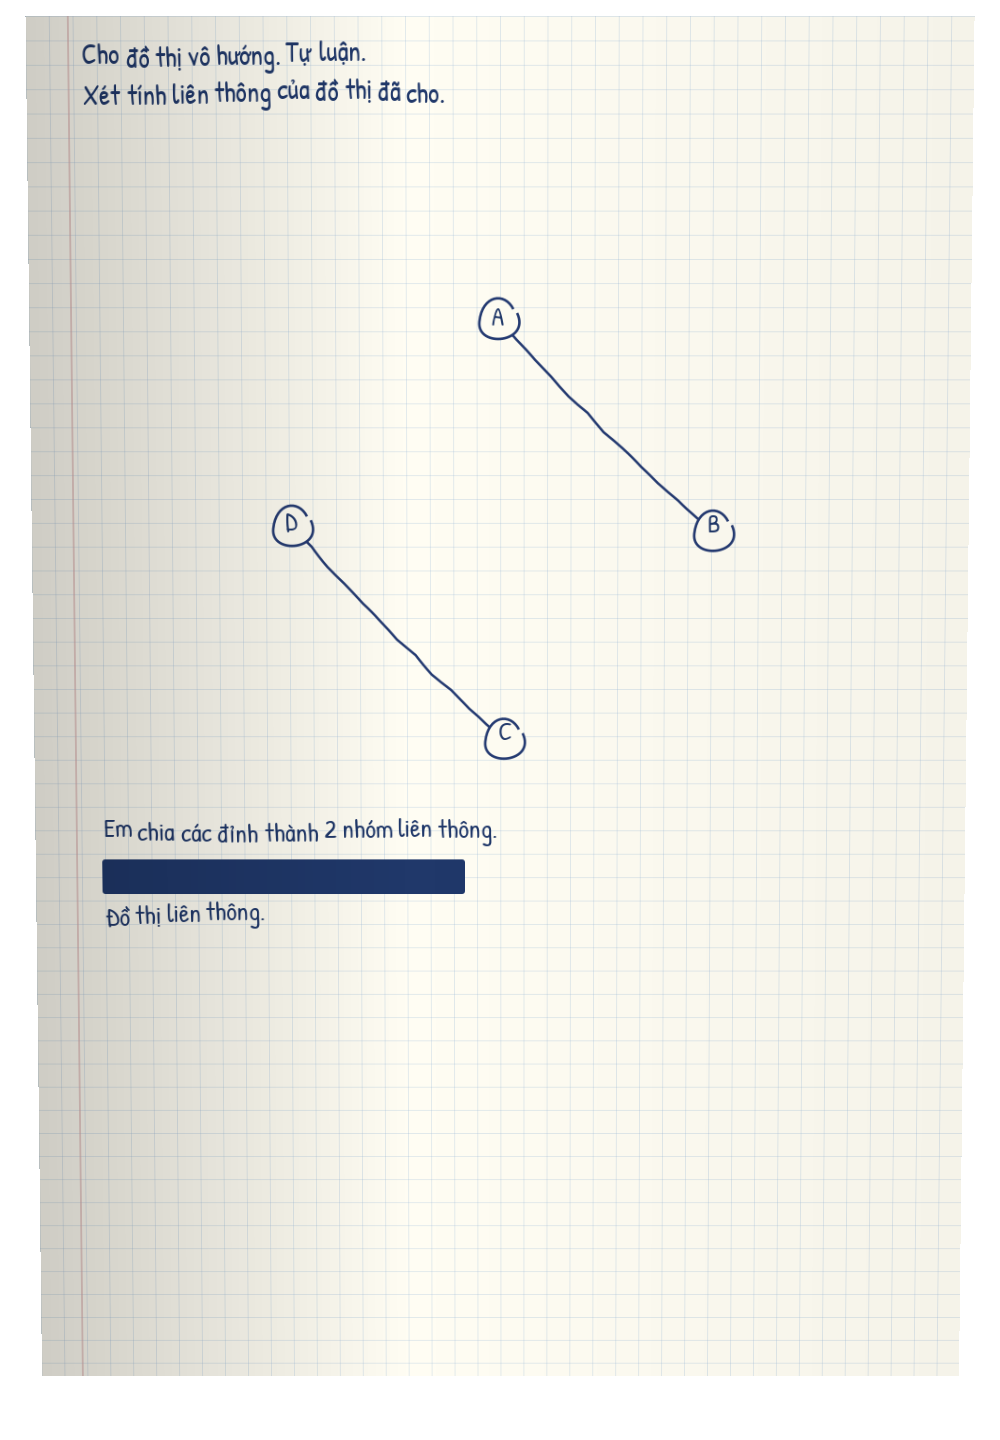 Cho đồ thị vô hướng. Tự luận.
Xét tính liên thông của đồ thị đã cho.
A
D
B
C
Em chia các đỉnh thành 2 nhóm liên thông.
Đồ thị liên thông.